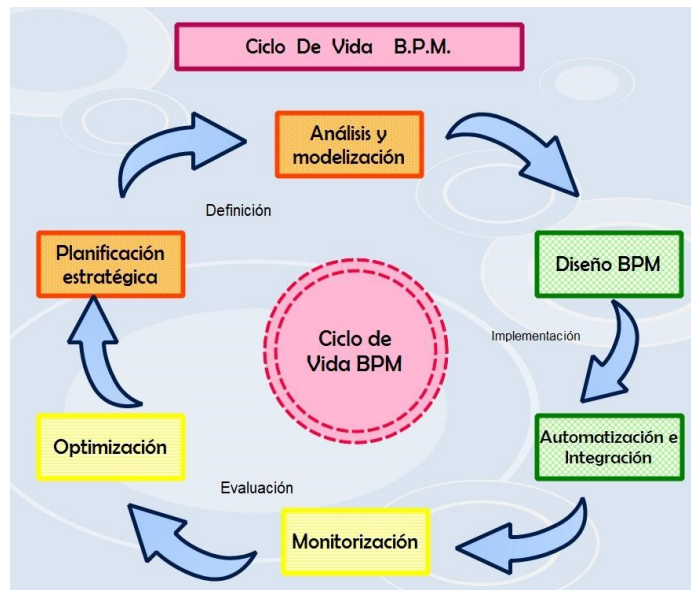 Ciclo De Vida B.P.M.
Análisis y
modelización
Definición
Planificación
estratégica
Diseño BPM
Ciclo de
Vida BPM
Implementación
Optimización
Automatización e
Integración
Evaluación
Monitorización